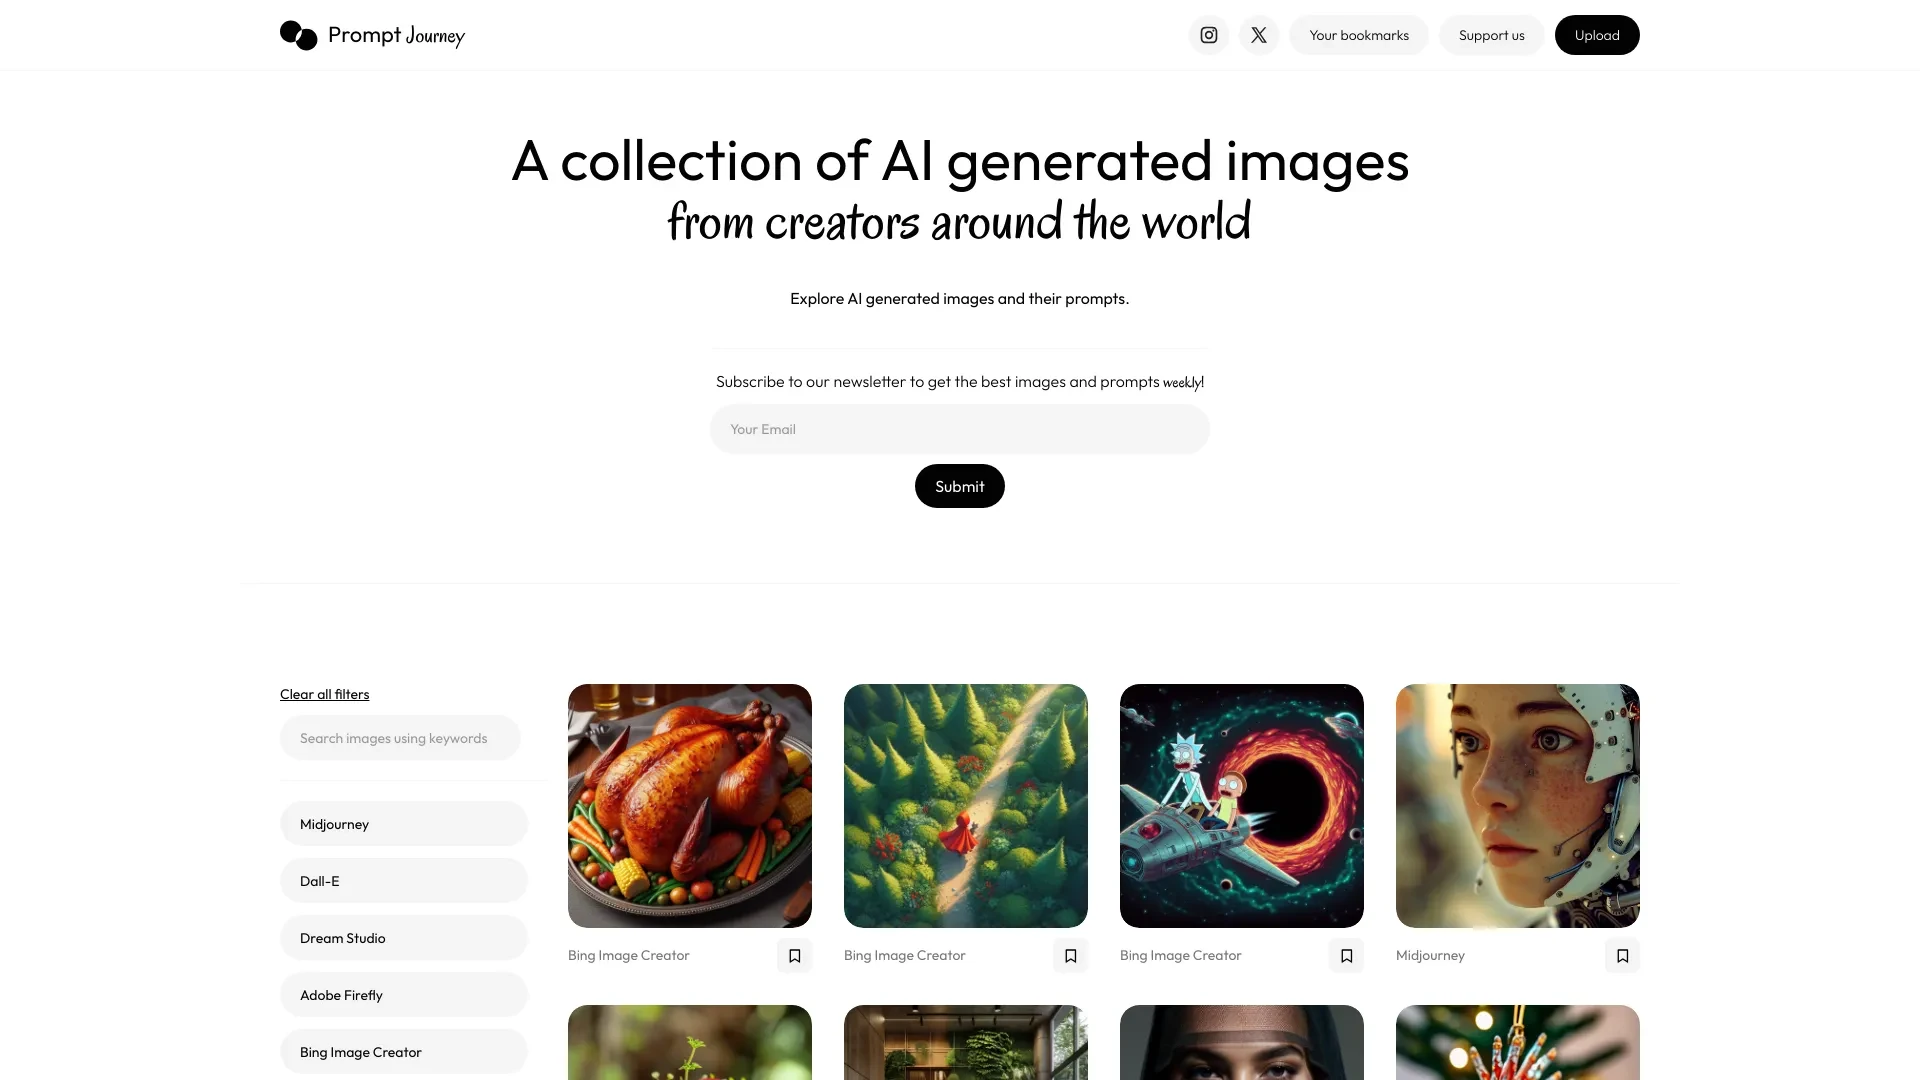 Prompt Journey
Your bookmarks
Support us
Upload
A collection of AI generated images
from creators around the world
Explore AI generated images and their prompts.
Subscribe to our newsletter to get the best images and prompts weekly!
Your Email
Submit
Clear all filters
Search images using keywords
Midjourney
Dall-E
Dream Studio
Adobe Firefly
Bing Image Creator
Bing Image Creator
Bing Image Creator
Bing Image Creator
Midjourney